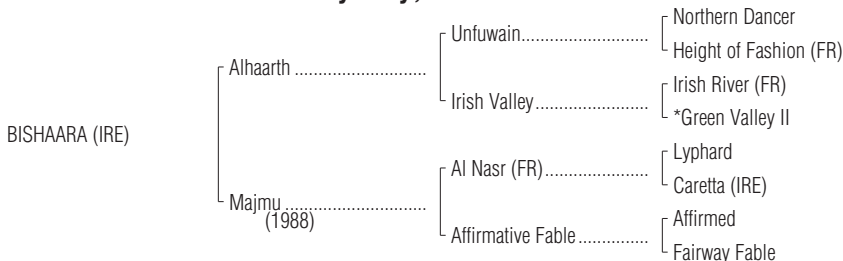 Northern Dancer
Unfuwain
Height of Fashion (FR)
Alhaarth
Irish River (FR)
Irish Valley
*Green Valley II
BISHAARA (IRE)
Lyphard
Al Nasr (FR)
Caretta (IRE)
Majmu
(1988)
Affirmed
Affirmative Fable
Fairway Fable